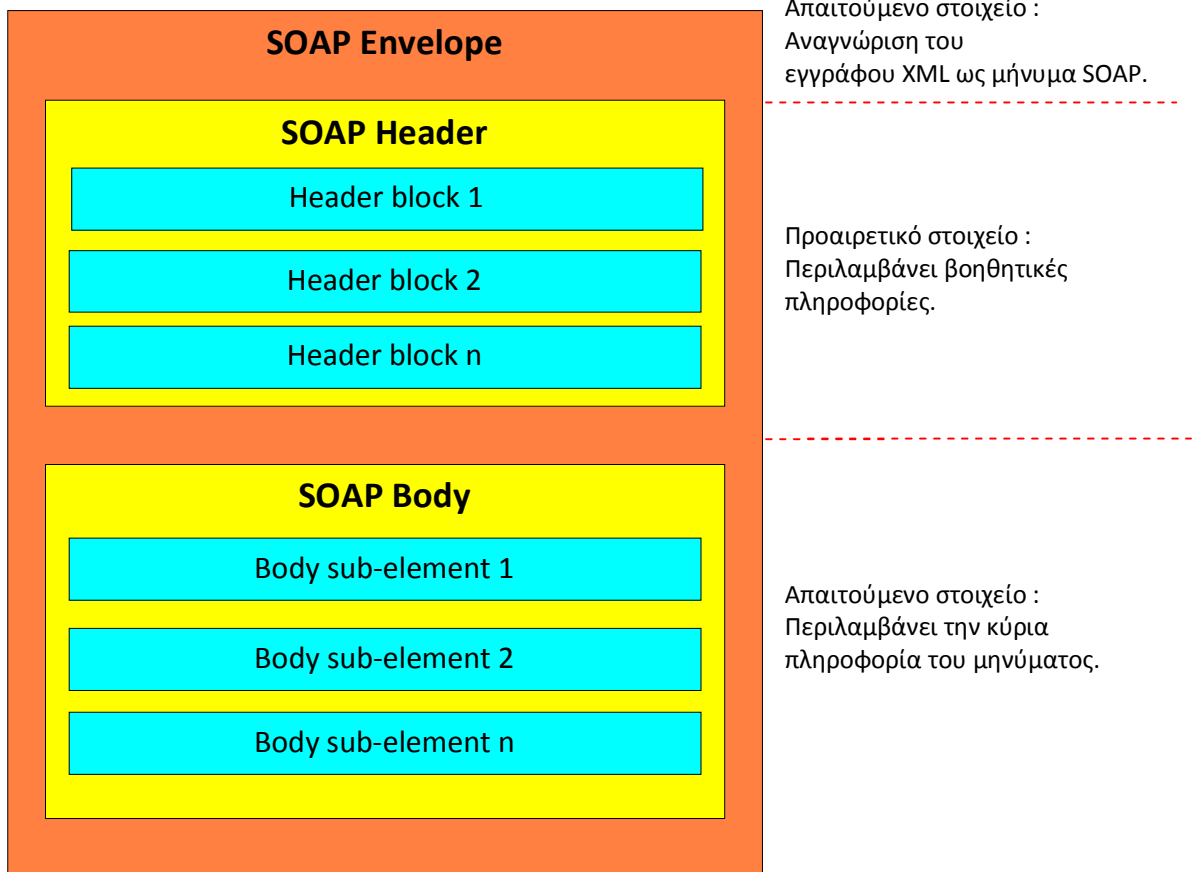 Απαιτούμενο στοιχείο :
Αναγνώριση του
εγγράφου XML ως μήνυμα SOAP.
SOAP Envelope
SOAP Header
Header block 1
Header block 2
Header block n
Προαιρετικό στοιχείο :
Περιλαμβάνει βοηθητικές
πληροφορίες.
SOAP Body
Body sub-element 1
Body sub-element 2
Body sub-element n
Απαιτούμενο στοιχείο :
Περιλαμβάνει την κύρια
πληροφορία του μηνύματος.